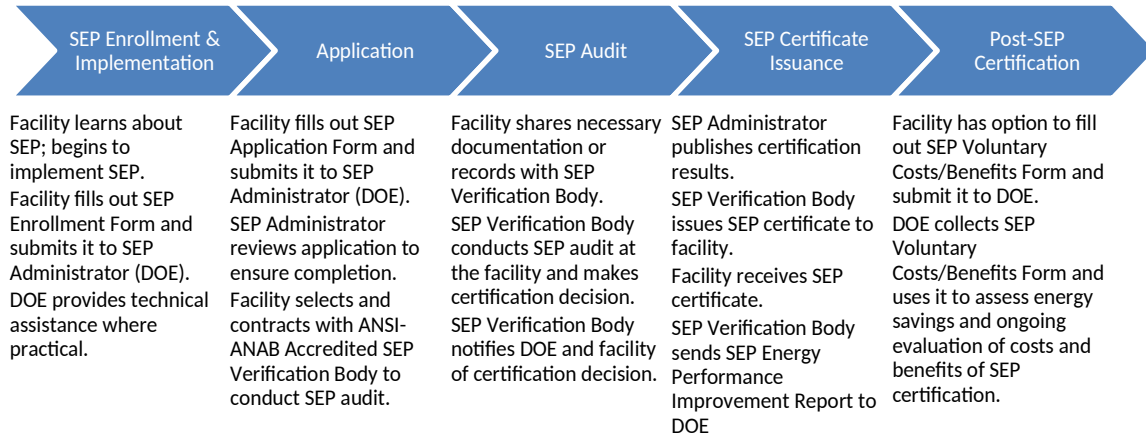 SEP Enrollment &
Implementation
Application
SEP Audit
SEP Certificate
Issuance
Post-SEP
Certification
Facility learns about
SEP; begins to
implement SEP.
Facility fills out SEP
Enrollment Form and
submits it to SEP
Administrator (DOE).
DOE provides technical
assistance where
practical.
Facility fills out SEP
Application Form and
submits it to SEP
Administrator (DOE).
SEP Administrator
reviews application to
ensure completion.
Facility selects and
contracts with ANSI-
ANAB Accredited SEP
Verification Body to
conduct SEP audit.
Facility shares necessary
documentation or
records with SEP
Verification Body.
SEP Verification Body
conducts SEP audit at
the facility and makes
certification decision.
SEP Verification Body
notifies DOE and facility
of certification decision.
SEP Administrator
publishes certification
results.
SEP Verification Body
issues SEP certificate to
facility.
Facility receives SEP
certificate.
SEP Verification Body
sends SEP Energy
Performance
Improvement Report to
DOE
Facility has option to fill
out SEP Voluntary
Costs/Benefits Form and
submit it to DOE.
DOE collects SEP
Voluntary
Costs/Benefits Form and
uses it to assess energy
savings and ongoing
evaluation of costs and
benefits of SEP
certification.